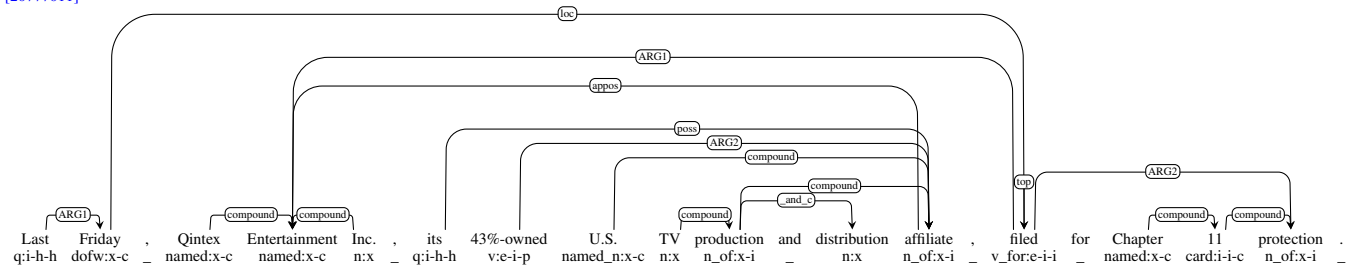 loc
ARG1
appos
poss
ARG2
compound
ARG2
compound top
_and_c
ARG1 compound compound compound compound compound
Last Friday , Qintex Entertainment Inc. , its 43%-owned U.S. TV production and distribution affiliate , filed for Chapter 11 protection .
q:i-h-h dofw:x-c _ named:x-c named:x-c n:x _ q:i-h-h v:e-i-p named_n:x-c n:x n_of:x-i _ n:x n_of:x-i _ v_for:e-i-i _ named:x-c card:i-i-c n_of:x-i _